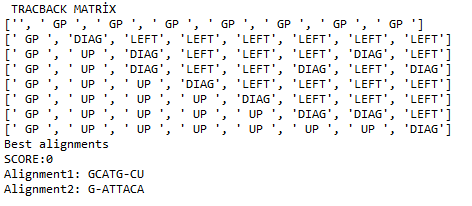 TRACBACK MATRİX
['', ' GP ', ' GP ', ' GP ', ' GP ', ' GP ', ' GP ', ' GP ']
[' GP ', 'DIAG', 'LEFT', 'LEFT', 'LEFT', 'LEFT', 'LEFT', 'LEFT']
[' GP ', ' UP ', 'DIAG', 'LEFT', 'LEFT', 'LEFT', 'DIAG', 'LEFT']
[' GP ', ' UP ', 'DIAG', 'LEFT', 'LEFT', 'DIAG', 'LEFT', 'DIAG']
[' GP ', ' UP ', ' UP ', 'DIAG', 'LEFT', 'LEFT', 'LEFT', 'LEFT']
[' GP ', ' UP ', ' UP ', ' UP ', 'DIAG', 'LEFT', 'LEFT', 'LEFT']
[' GP ', ' UP ', ' UP ', ' UP ', ' UP ', 'DIAG', 'DIAG', 'LEFT']
[' GP ', ' UP ', ' UP ', ' UP ', ' UP ', ' UP ', ' UP ', 'DIAG']
Best alignments
SCORE:0
Alignment1: GCATG-CU
Alignment2: G-ATTACA